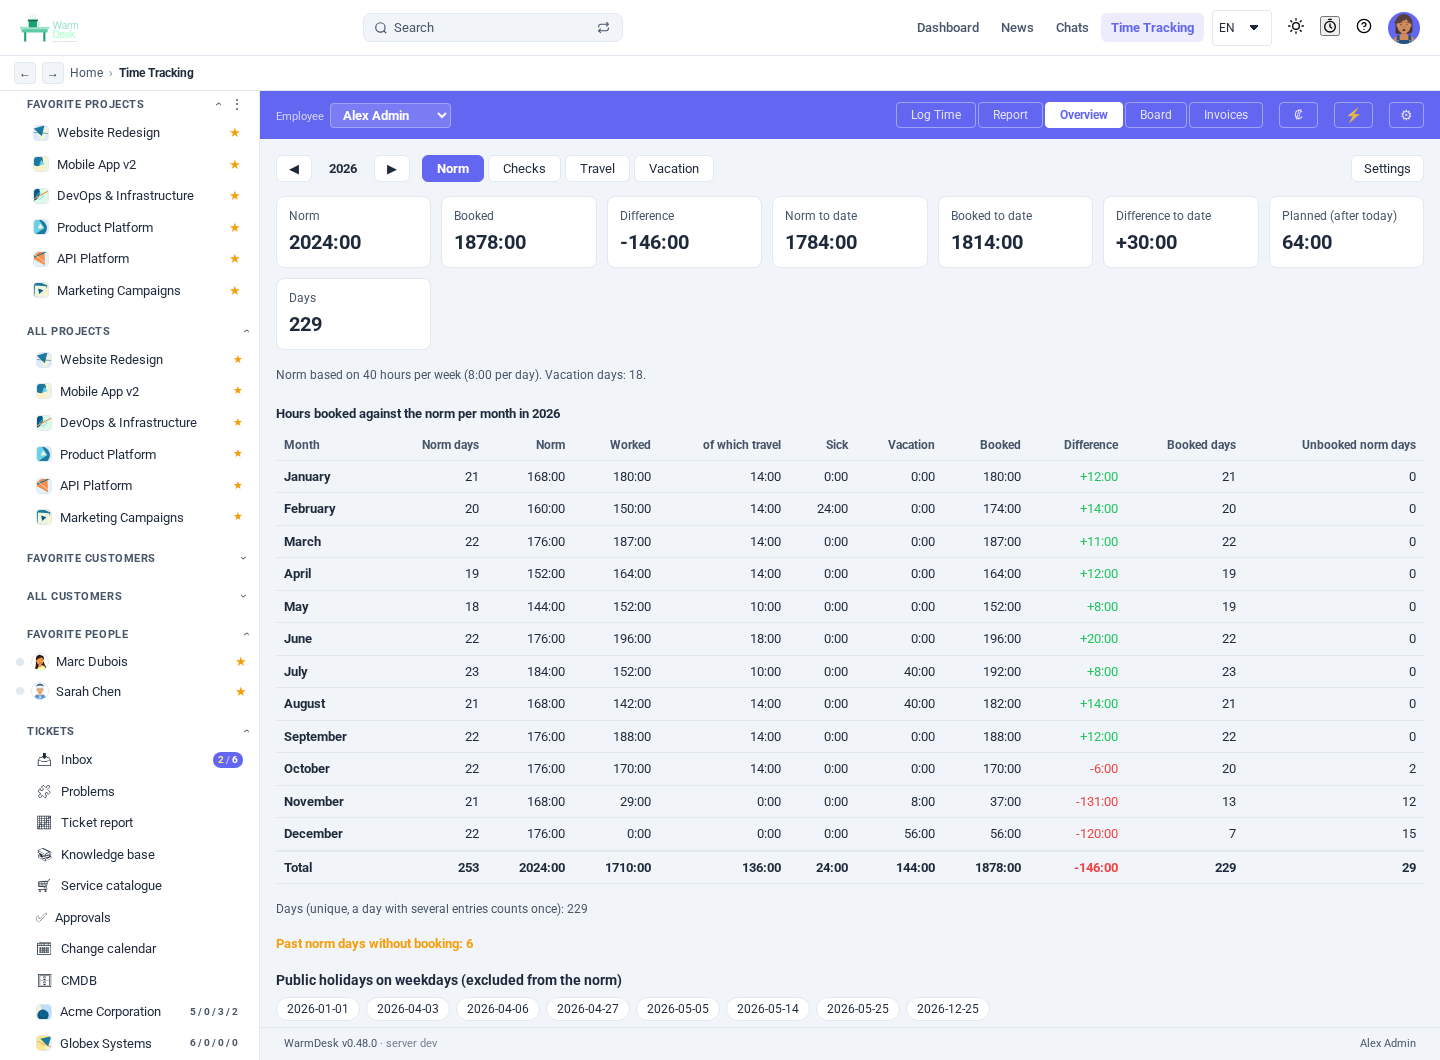 Warm
Desk
Search
Dashboard
News
Chats
Time Tracking
EN
← → Home › Time Tracking
FAVORITE PROJECTS
Website Redesign
Mobile App v2
DevOps & Infrastructure
Product Platform
API Platform
Marketing Campaigns
ALL PROJECTS
Website Redesign
Mobile App v2
DevOps & Infrastructure
Product Platform
API Platform
Marketing Campaigns
FAVORITE CUSTOMERS
ALL CUSTOMERS
FAVORITE PEOPLE
Marc Dubois
Sarah Chen
TICKETS
Inbox 2 / 6
Problems
Ticket report
Knowledge base
Service catalogue
Approvals
Change calendar
CMDB
Acme Corporation 5 / 0 / 3 / 2
Globex Systems 6 / 0 / 0 / 0
Employee Alex Admin
Log Time Report Overview Board Invoices ₡ ⚡ ⚙
◀ 2026 ▶ Norm Checks Travel Vacation Settings
Norm
2024:00
Booked
1878:00
Difference
-146:00
Norm to date
1784:00
Booked to date
1814:00
Difference to date
+30:00
Planned (after today)
64:00
Days
229
Norm based on 40 hours per week (8:00 per day). Vacation days: 18.
Hours booked against the norm per month in 2026
Month Norm days Norm Worked of which travel Sick Vacation Booked Difference Booked days Unbooked norm days
January 21 168:00 180:00 14:00 0:00 0:00 180:00 +12:00 21 0
February 20 160:00 150:00 14:00 24:00 0:00 174:00 +14:00 20 0
March 22 176:00 187:00 14:00 0:00 0:00 187:00 +11:00 22 0
April 19 152:00 164:00 14:00 0:00 0:00 164:00 +12:00 19 0
May 18 144:00 152:00 10:00 0:00 0:00 152:00 +8:00 19 0
June 22 176:00 196:00 18:00 0:00 0:00 196:00 +20:00 22 0
July 23 184:00 152:00 10:00 0:00 40:00 192:00 +8:00 23 0
August 21 168:00 142:00 14:00 0:00 40:00 182:00 +14:00 21 0
September 22 176:00 188:00 14:00 0:00 0:00 188:00 +12:00 22 0
October 22 176:00 170:00 14:00 0:00 0:00 170:00 -6:00 20 2
November 21 168:00 29:00 0:00 0:00 8:00 37:00 -131:00 13 12
December 22 176:00 0:00 0:00 0:00 56:00 56:00 -120:00 7 15
Total 253 2024:00 1710:00 136:00 24:00 144:00 1878:00 -146:00 229 29
Days (unique, a day with several entries counts once): 229
Past norm days without booking: 6
Public holidays on weekdays (excluded from the norm)
2026-01-01 2026-04-03 2026-04-06 2026-04-27 2026-05-05 2026-05-14 2026-05-25 2026-12-25
WarmDesk v0.48.0 · server dev
Alex Admin